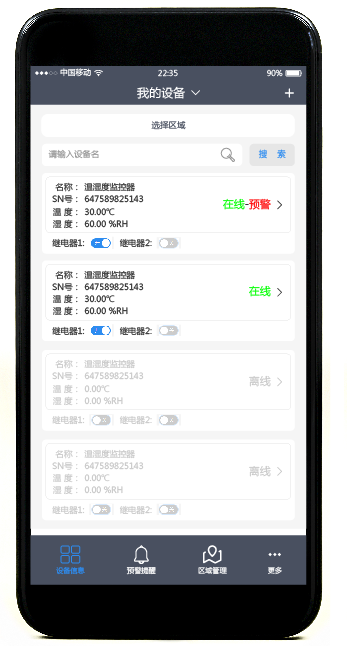 中国移动 22:35 90%
我的设备
+
选择区域
请输入设备名 搜 索
名称： 温湿度监控器
SN号： 647589825143
温 度： 30.00℃
湿 度： 60.00 %RH
在线-预警
继电器1: 继电器2:
名称： 温湿度监控器
SN号： 647589825143
温 度： 30.00℃
湿 度： 60.00 %RH
在线
继电器1: 继电器2:
名称： 温湿度监控器
SN号： 647589825143
温 度： 0.00℃
湿 度： 0.00 %RH
离线
继电器1: 继电器2:
名称： 温湿度监控器
SN号： 647589825143
温 度： 0.00℃
湿 度： 0.00 %RH
离线
继电器1: 继电器2:
设备信息 预警提醒 区域管理 更多